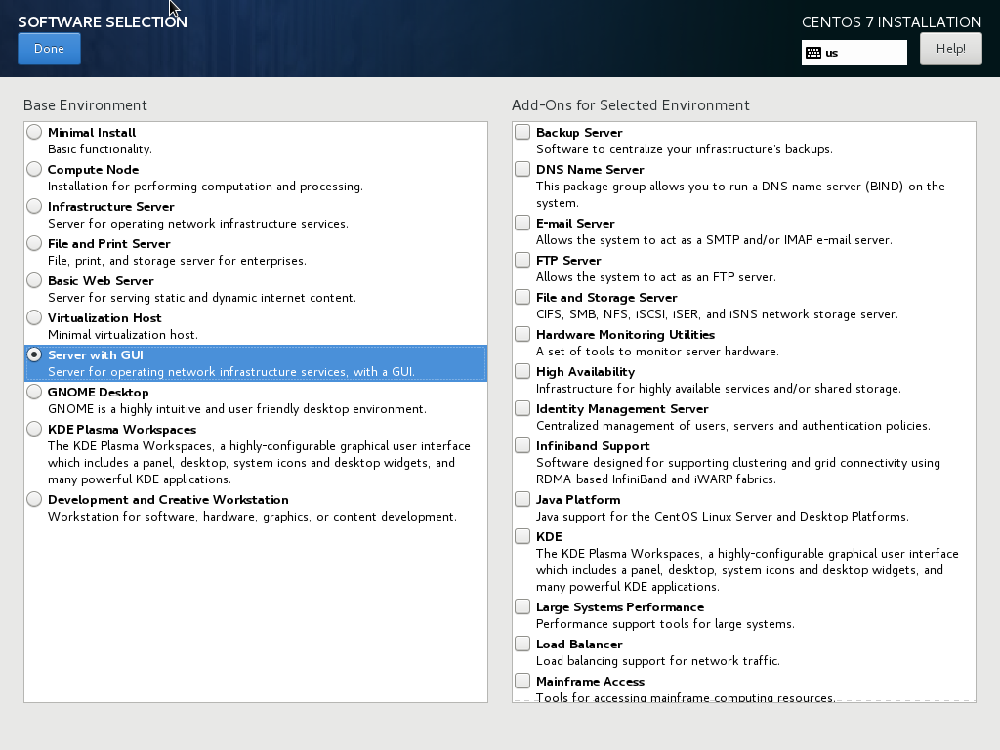 SOFTWARE SELECTION
CENTOS 7 INSTALLATION
Done
us
Help!
Base Environment
Minimal Install
Basic functionality.
Compute Node
Installation for performing computation and processing.
Infrastructure Server
Server for operating network infrastructure services.
File and Print Server
File, print, and storage server for enterprises.
Basic Web Server
Server for serving static and dynamic internet content.
Virtualization Host
Minimal virtualization host.
Server with GUI
Server for operating network infrastructure services, with a GUI.
GNOME Desktop
GNOME is a highly intuitive and user friendly desktop environment.
KDE Plasma Workspaces
The KDE Plasma Workspaces, a highly-configurable graphical user interface
which includes a panel, desktop, system icons and desktop widgets, and
many powerful KDE applications.
Development and Creative Workstation
Workstation for software, hardware, graphics, or content development.
Add-Ons for Selected Environment
Backup Server
Software to centralize your infrastructure's backups.
DNS Name Server
This package group allows you to run a DNS name server (BIND) on the
system.
E-mail Server
Allows the system to act as a SMTP and/or IMAP e-mail server.
FTP Server
Allows the system to act as an FTP server.
File and Storage Server
CIFS, SMB, NFS, iSCSI, iSER, and iSNS network storage server.
Hardware Monitoring Utilities
A set of tools to monitor server hardware.
High Availability
Infrastructure for highly available services and/or shared storage.
Identity Management Server
Centralized management of users, servers and authentication policies.
Infiniband Support
Software designed for supporting clustering and grid connectivity using
RDMA-based InfiniBand and iWARP fabrics.
Java Platform
Java support for the CentOS Linux Server and Desktop Platforms.
KDE
The KDE Plasma Workspaces, a highly-configurable graphical user interface
which includes a panel, desktop, system icons and desktop widgets, and
many powerful KDE applications.
Large Systems Performance
Performance support tools for large systems.
Load Balancer
Load balancing support for network traffic.
Mainframe Access
Tools for accessing mainframe computing resources.